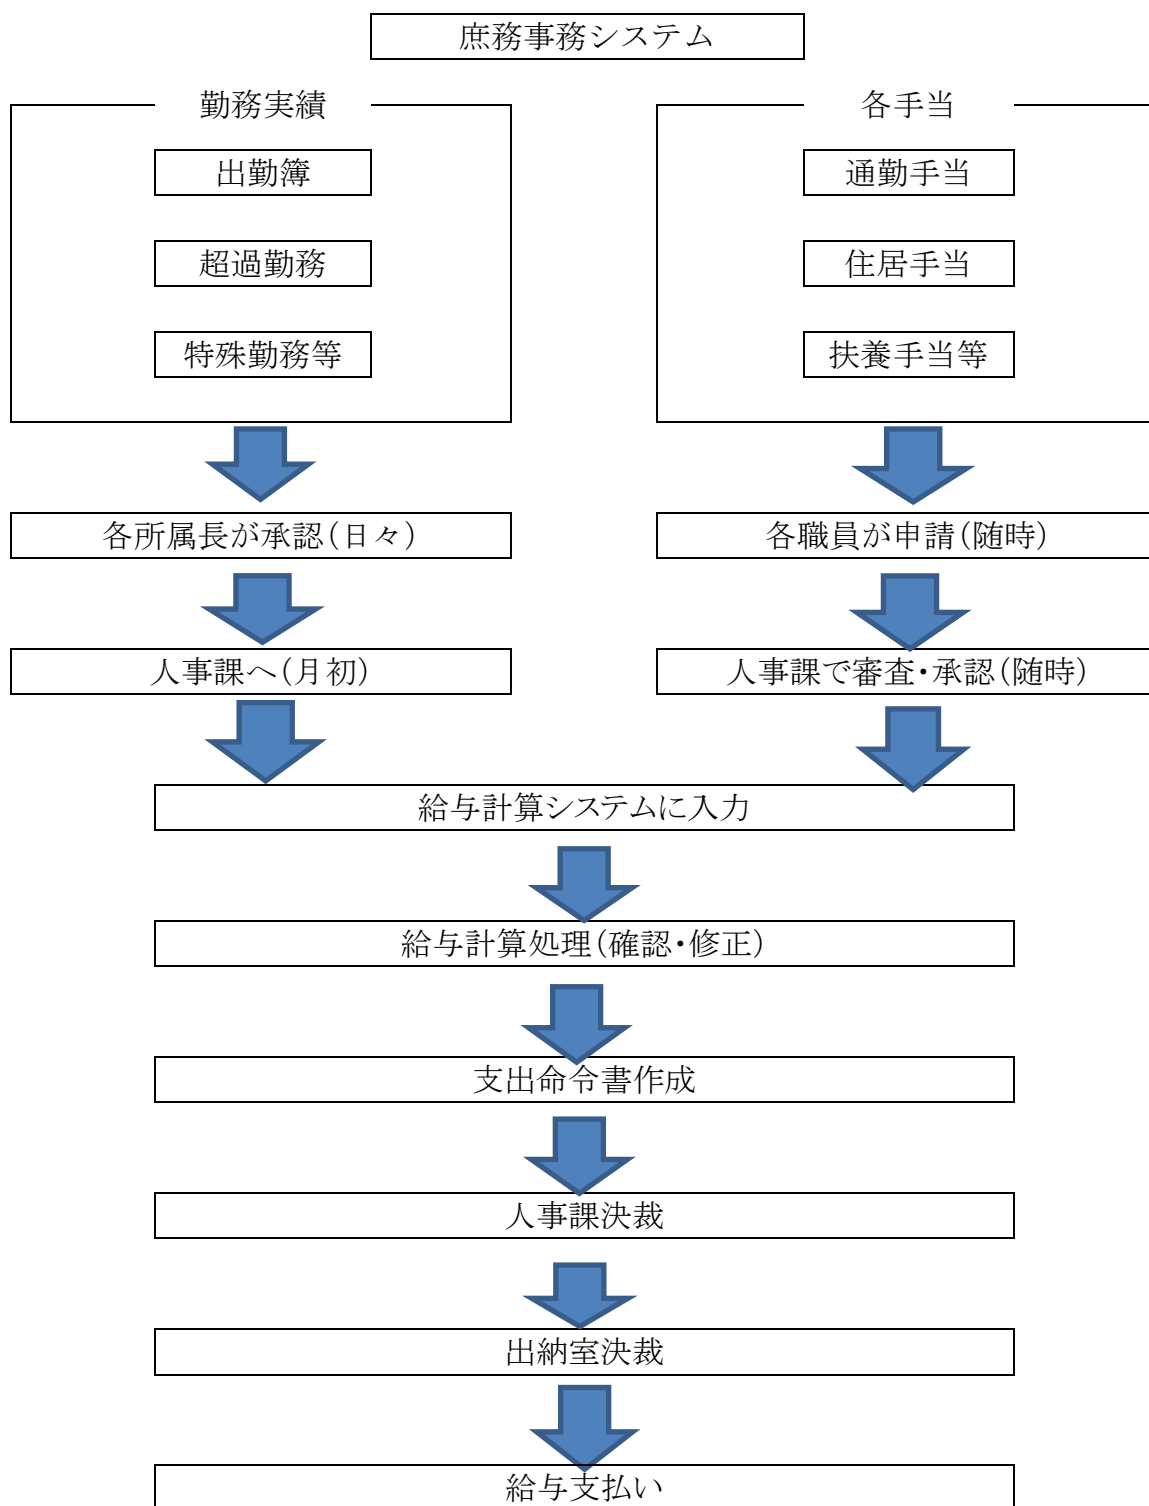 庶務事務システム
勤務実績
出勤簿
超過勤務
特殊勤務等
各手当
通勤手当
住居手当
扶養手当等
各所属長が承認(日々)
各職員が申請(随時)
人事課へ(月初)
人事課で審査・承認(随時)
給与計算システムに入力
給与計算処理(確認・修正)
支出命令書作成
人事課決裁
出納室決裁
給与支払い